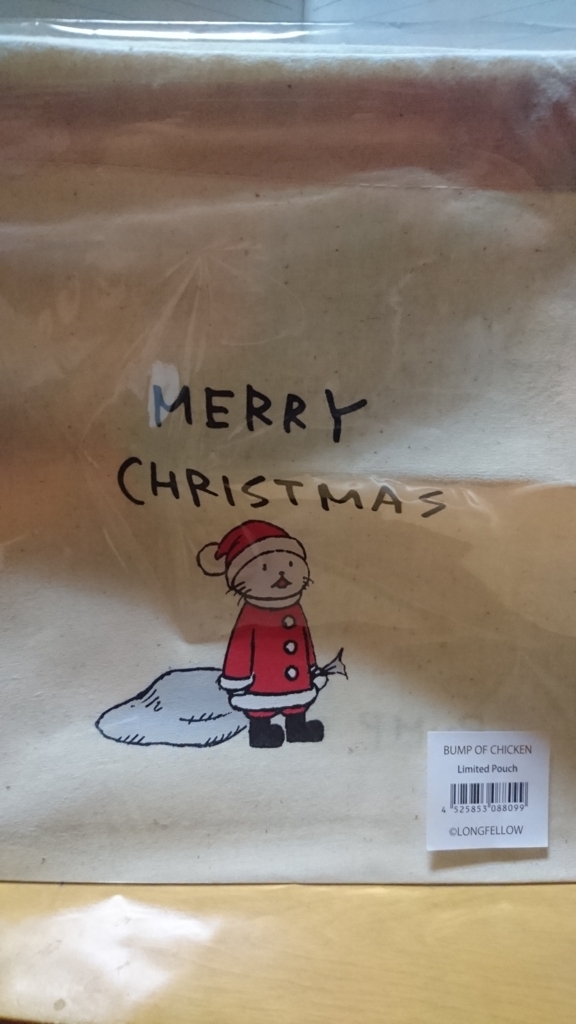 MERRY
CHRISTMAS
BUMP OF CHICKEN
Limited Pouch
4 525853 088099
©LONGFELLOW